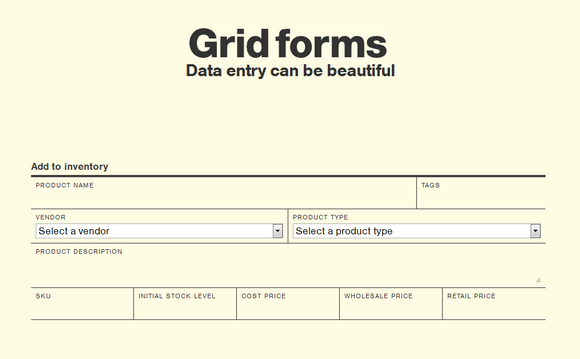 Grid forms
Data entry can be beautiful
Add to inventory
PRODUCT NAME TAGS
VENDOR PRODUCT TYPE
Select a vendor Select a product type
PRODUCT DESCRIPTION
SKU INITIAL STOCK LEVEL COST PRICE WHOLESALE PRICE RETAIL PRICE